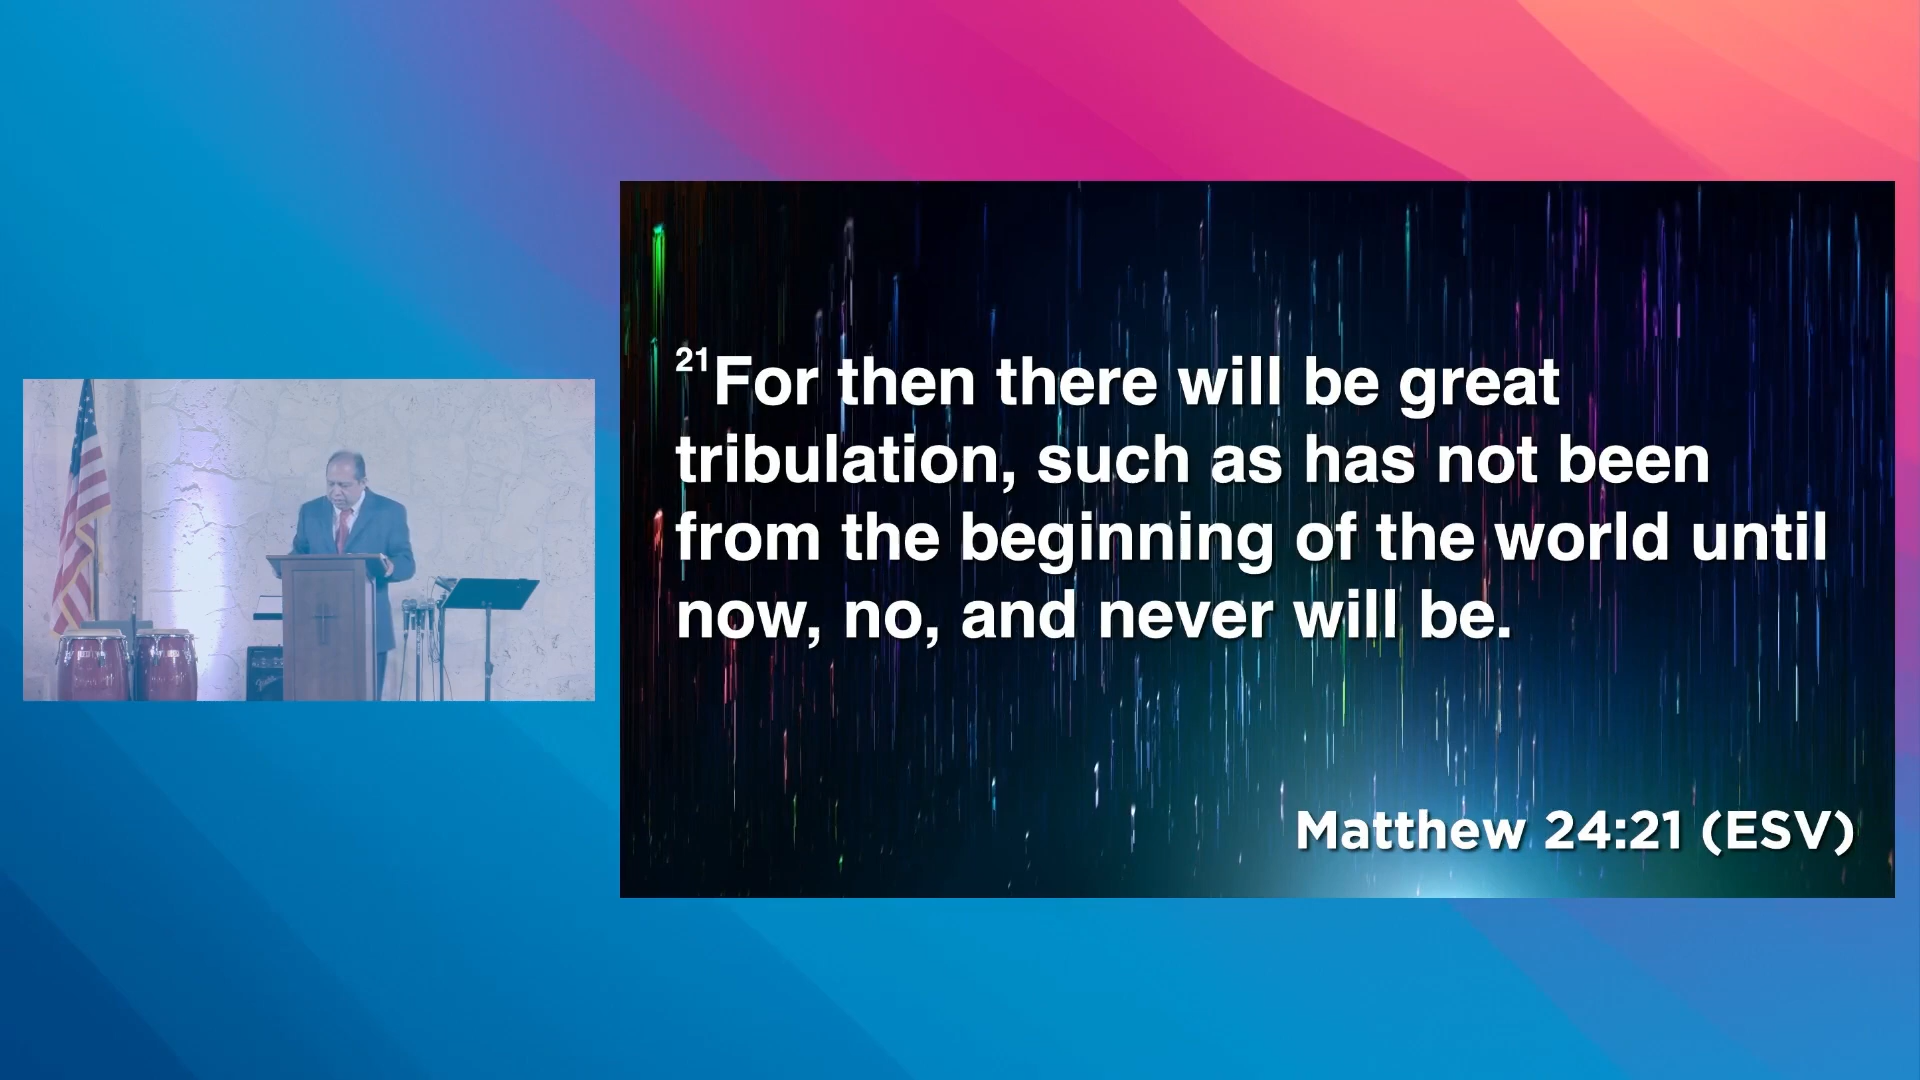 21For then there will be great
tribulation, such as has not been
from the beginning of the world until
now, no, and never will be.
Matthew 24:21 (ESV)